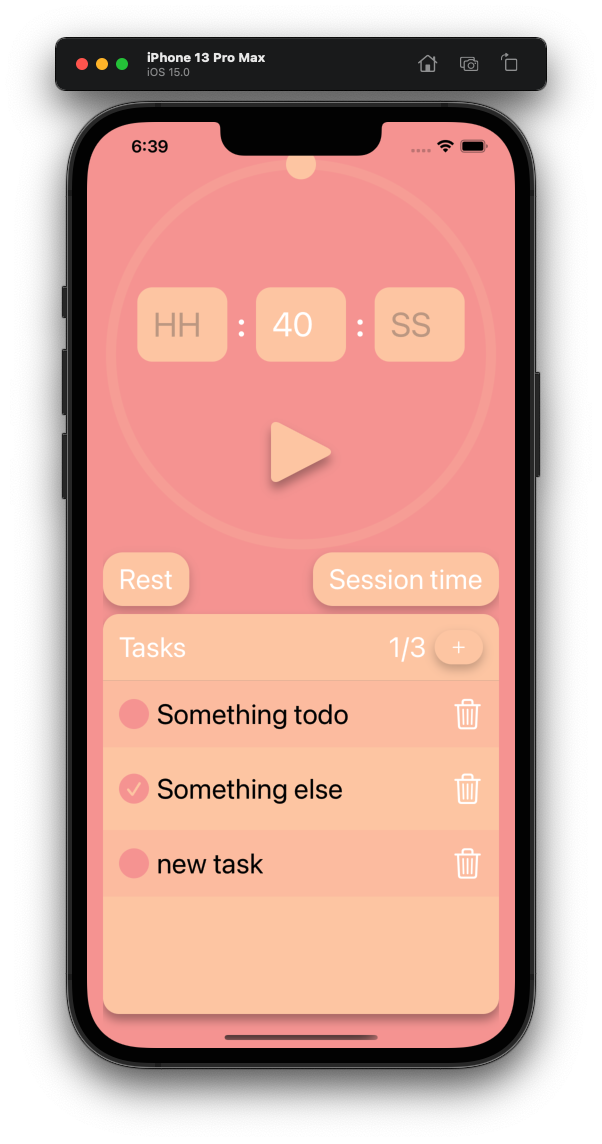 iPhone 13 Pro Max
iOS 15.0
6:39
HH : 40 : SS
Rest Session time
Tasks 1/3 +
Something todo
Something else
new task